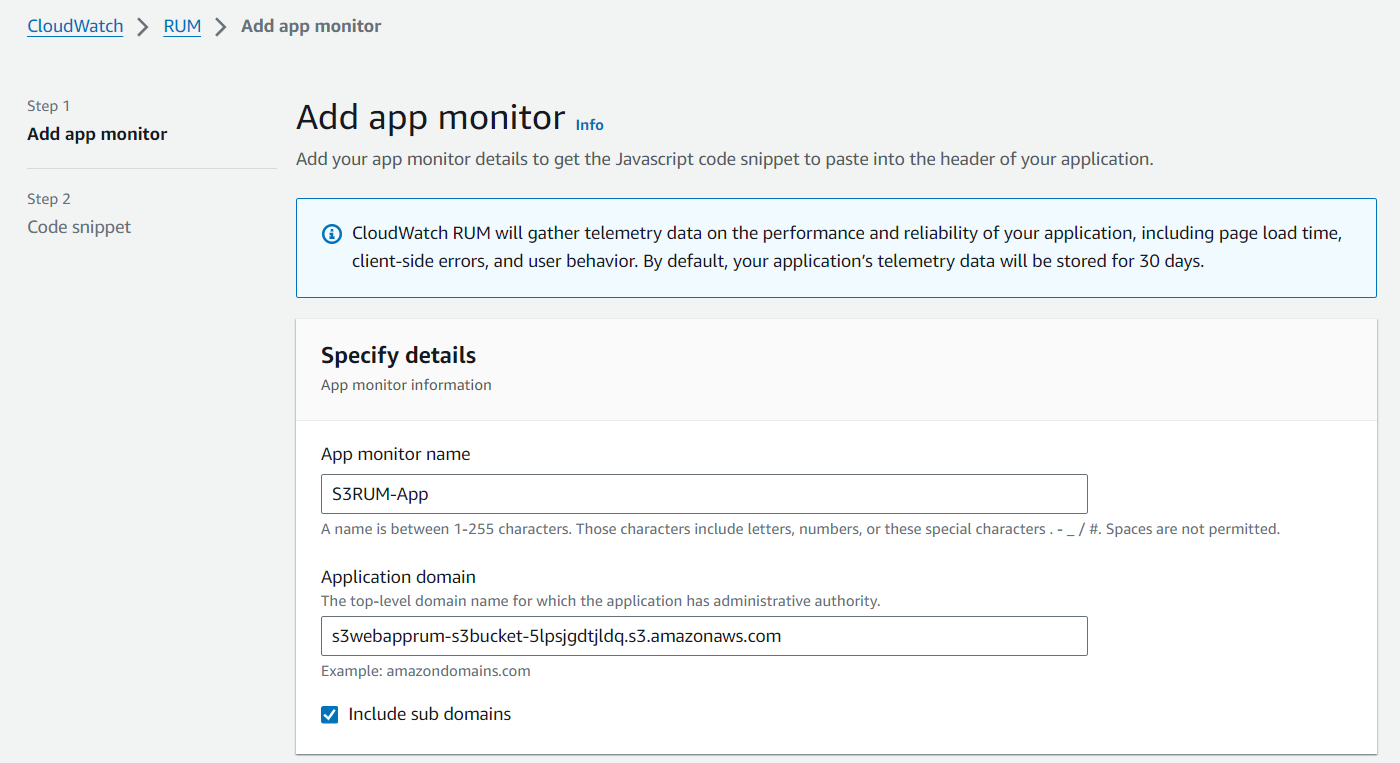 CloudWatch > RUM > Add app monitor
Step 1
Add app monitor
Step 2
Code snippet
Add app monitor Info
Add your app monitor details to get the Javascript code snippet to paste into the header of your application.
CloudWatch RUM will gather telemetry data on the performance and reliability of your application, including page load time,
client-side errors, and user behavior. By default, your application’s telemetry data will be stored for 30 days.
Specify details
App monitor information
App monitor name
S3RUM-App
A name is between 1-255 characters. Those characters include letters, numbers, or these special characters . - _ / #. Spaces are not permitted.
Application domain
The top-level domain name for which the application has administrative authority.
s3webapprum-s3bucket-5lpsjgdtjldq.s3.amazonaws.com
Example: amazondomains.com
Include sub domains